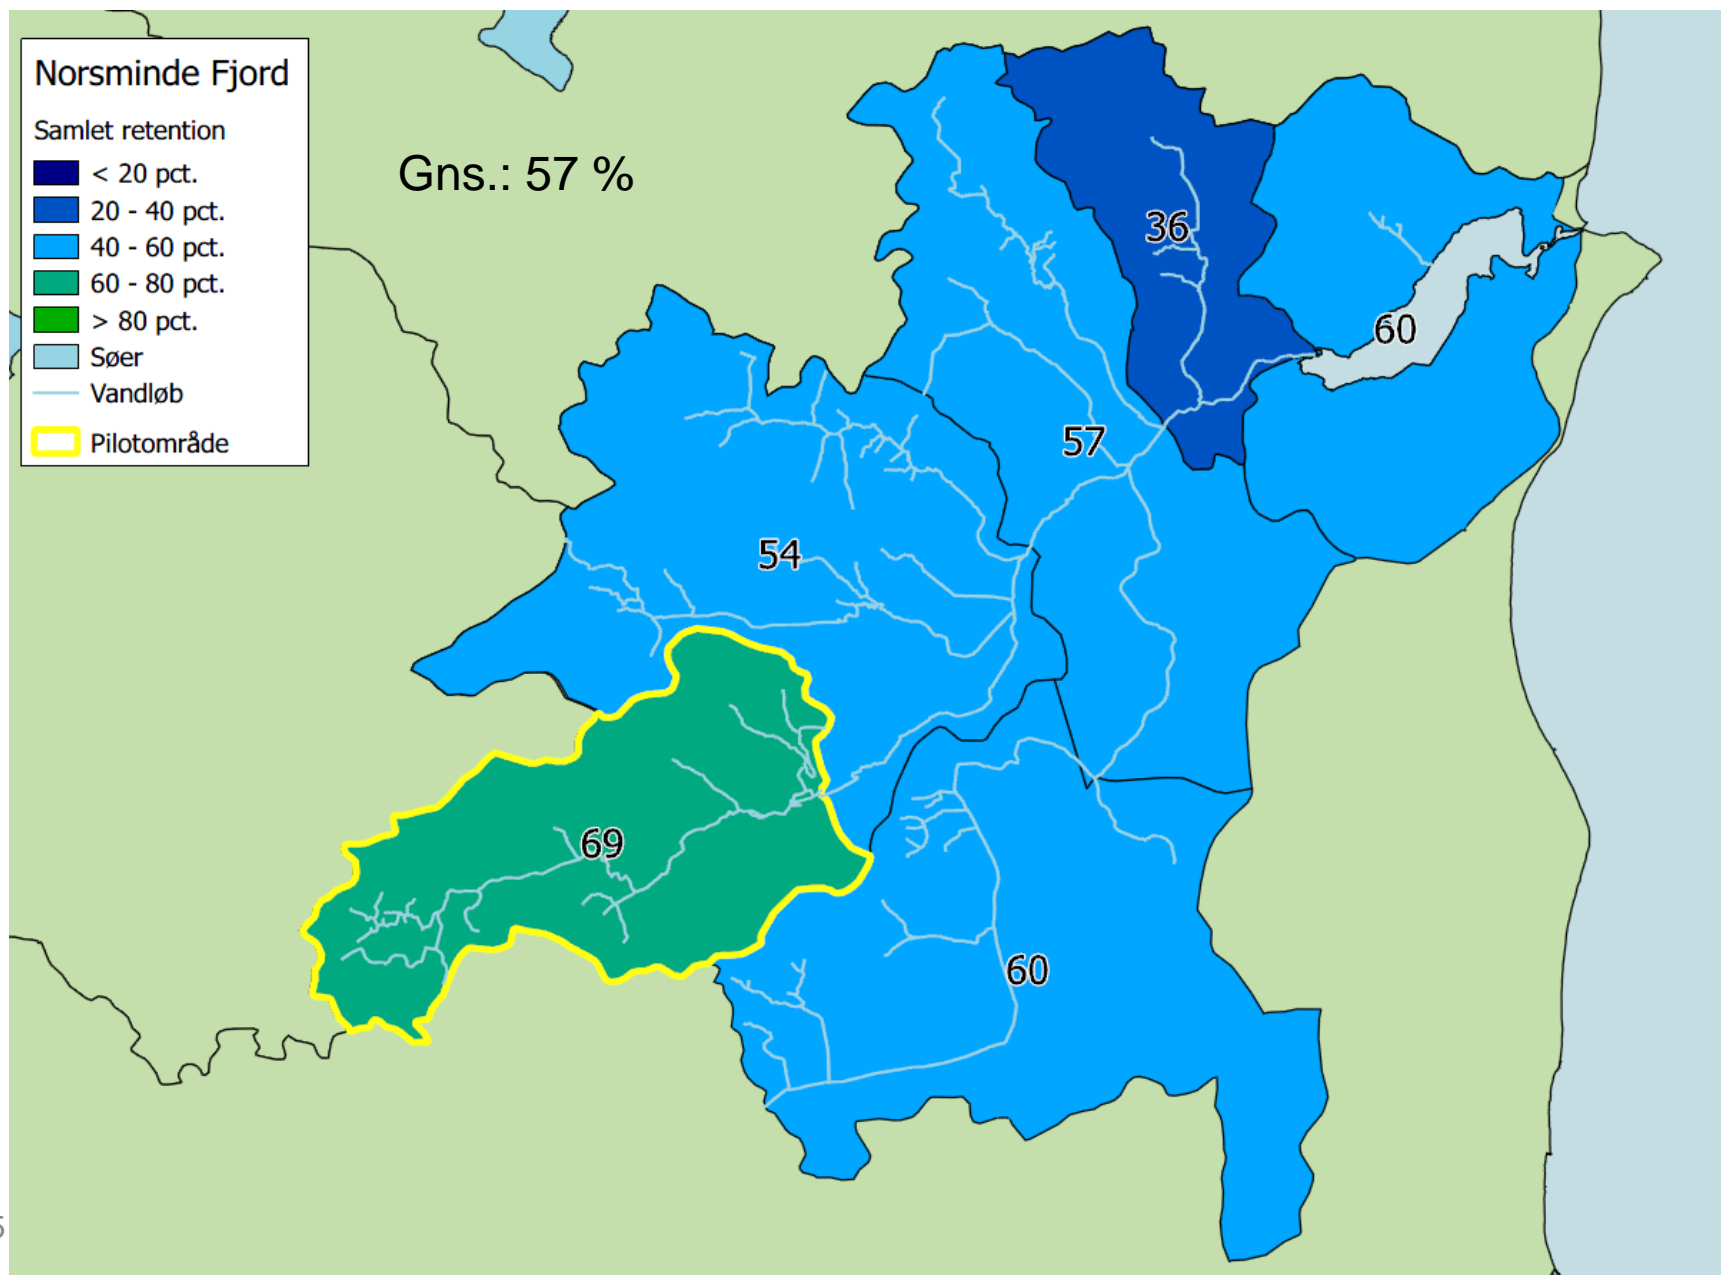 Norsminde Fjord
Samlet retention
< 20 pct.
20 - 40 pct.
40 - 60 pct.
60 - 80 pct.
> 80 pct.
Søer
Vandløb
Pilotområde
Gns.: 57 %
36
60
57
54
69
60